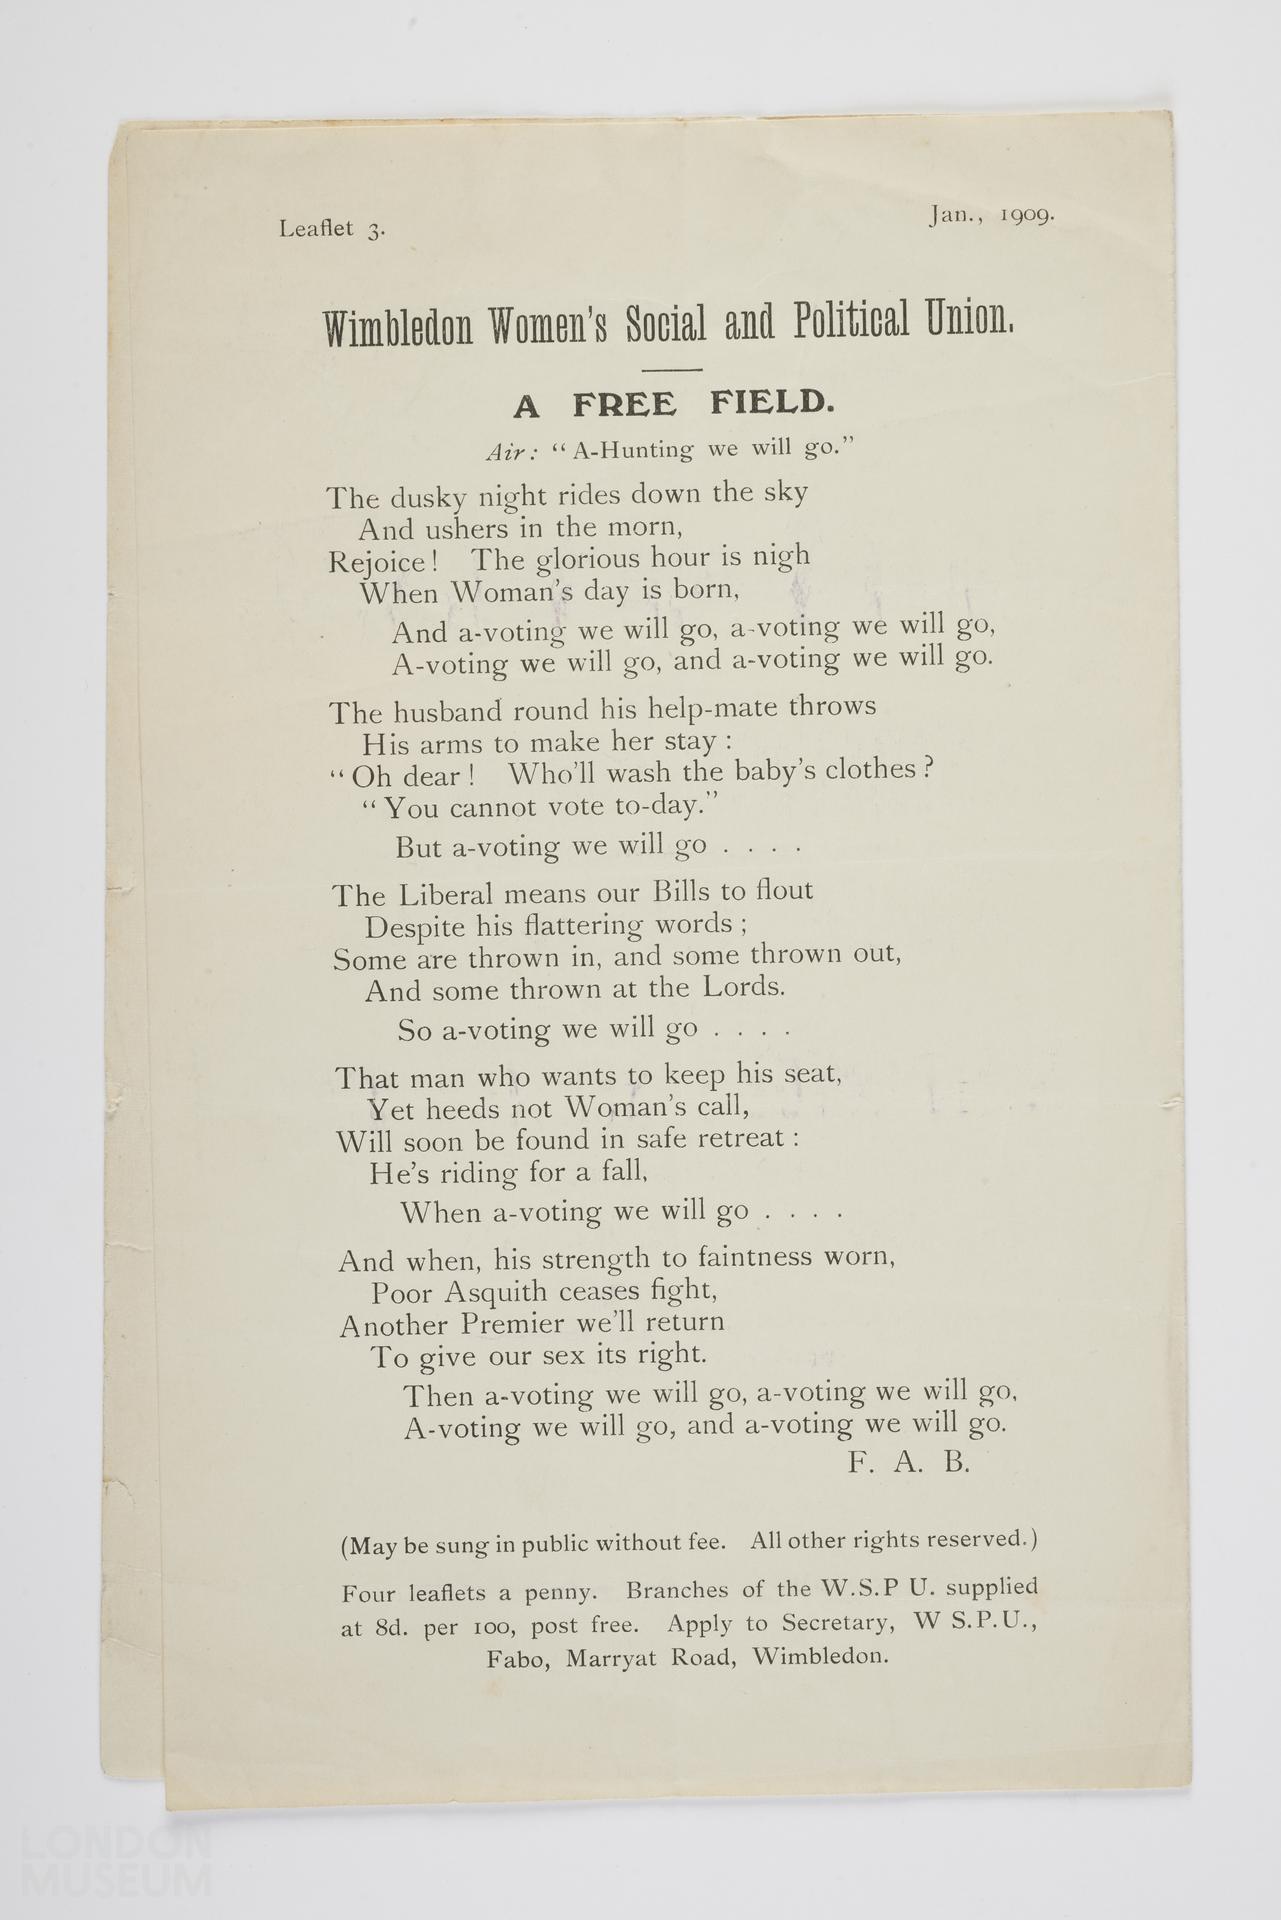 Leaflet 3.
Jan., 1909.
Wimbledon Women's Social and Political Union.
A FREE FIELD.
Air: "A-Hunting we will go."
The dusky night rides down the sky
And ushers in the morn,
Rejoice! The glorious hour is nigh
When Woman's day is born,
And a-voting we will go, a-voting we will go,
A-voting we will go, and a-voting we will go.
The husband round his help-mate throws
His arms to make her stay:
"Oh dear! Who'll wash the baby's clothes?
"You cannot vote to-day."
But a-voting we will go . . . .
The Liberal means our Bills to flout
Despite his flattering words;
Some are thrown in, and some thrown out,
And some thrown at the Lords.
So a-voting we will go . . . .
That man who wants to keep his seat,
Yet heeds not Woman's call,
Will soon be found in safe retreat:
He's riding for a fall,
When a-voting we will go . . . .
And when, his strength to faintness worn,
Poor Asquith ceases fight,
Another Premier we'll return
To give our sex its right.
Then a-voting we will go, a-voting we will go,
A-voting we will go, and a-voting we will go.
F. A. B.
(May be sung in public without fee. All other rights reserved.)
Four leaflets a penny. Branches of the W.S.P U. supplied
at 8d. per 100, post free. Apply to Secretary, W S.P.U.,
Fabo, Marryat Road, Wimbledon.
LONDON
MUSEUM